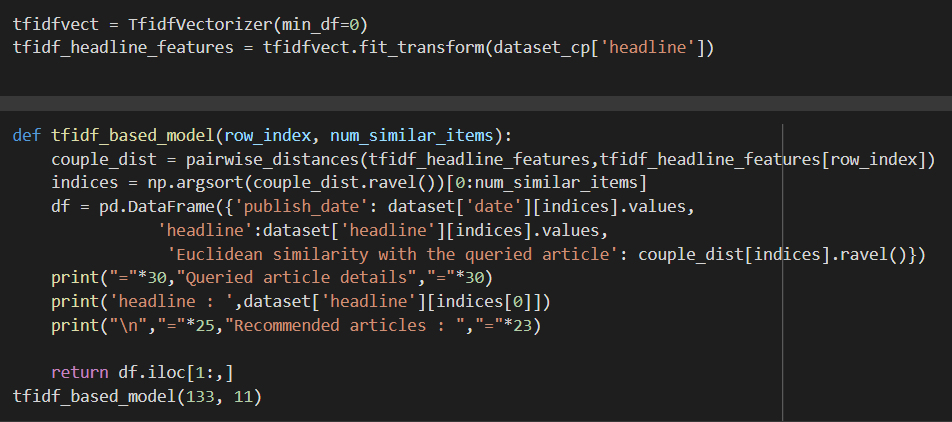 tfidfvect = TfidfVectorizer(min_df=0)
tfidf_headline_features = tfidfvect.fit_transform(dataset_cp['headline'])
def tfidf_based_model(row_index, num_similar_items):
    couple_dist = pairwise_distances(tfidf_headline_features,tfidf_headline_features[row_index])
    indices = np.argsort(couple_dist.ravel())[0:num_similar_items]
    df = pd.DataFrame({'publish_date': dataset['date'][indices].values,
               'headline':dataset['headline'][indices].values,
                'Euclidean similarity with the queried article': couple_dist[indices].ravel()})
    print("="*30,"Queried article details","="*30)
    print('headline : ',dataset['headline'][indices[0]])
    print("\n","="*25,"Recommended articles : ","="*23)
    return df.iloc[1:,]
tfidf_based_model(133, 11)